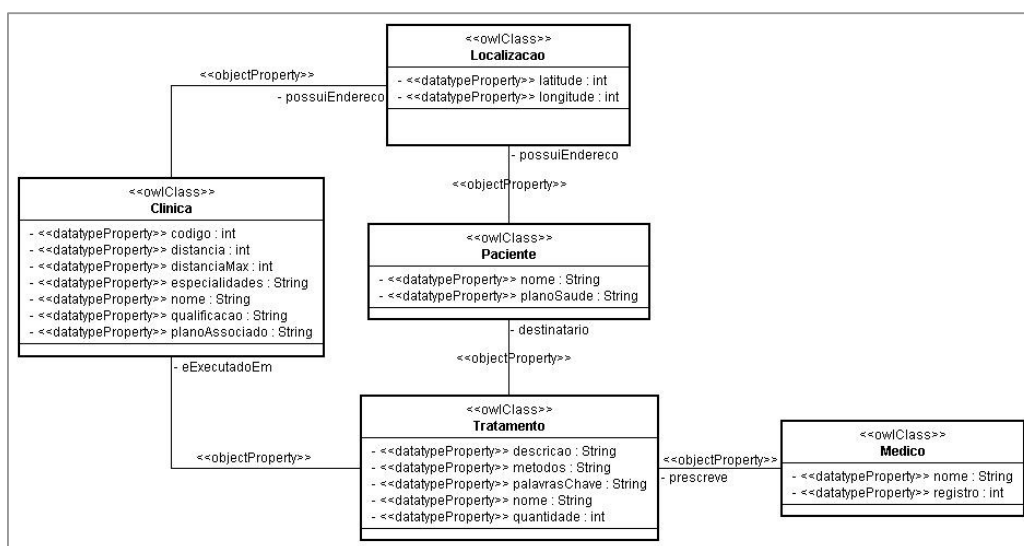 <<owlClass>>
Localizacao
- <<datatypeProperty>> latitude : int
- <<datatypeProperty>> longitude : int
<<objectProperty>>
- possuiEndereco
- possuiEndereco
<<objectProperty>>
<<owlClass>>
Clinica
- <<datatypeProperty>> codigo : int
- <<datatypeProperty>> distancia : int
- <<datatypeProperty>> distanciaMax : int
- <<datatypeProperty>> especialidades : String
- <<datatypeProperty>> nome : String
- <<datatypeProperty>> qualificacao : String
- <<datatypeProperty>> planoAssociado : String
<<owlClass>>
Paciente
- <<datatypeProperty>> nome : String
- <<datatypeProperty>> planoSaude : String
- destinatario
<<objectProperty>>
- eExecutadoEm
<<objectProperty>>
<<owlClass>>
Tratamento
- <<datatypeProperty>> descricao : String
- <<datatypeProperty>> metodos : String
- <<datatypeProperty>> palavrasChave : String
- <<datatypeProperty>> nome : String
- <<datatypeProperty>> quantidade : int
<<objectProperty>>
- prescreve
<<owlClass>>
Medico
- <<datatypeProperty>> nome : String
- <<datatypeProperty>> registro : int